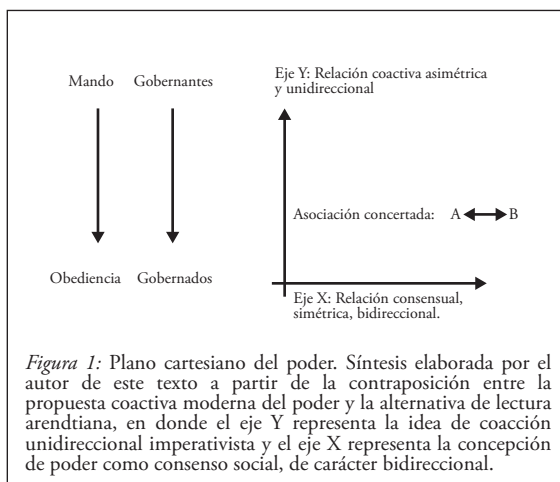 Mando Gobernantes
Obediencia Gobernados
Eje Y: Relación coactiva asimétrica
y unidireccional
Asociación concertada: A B
Eje X: Relación consensual,
simétrica, bidireccional.
Figura 1: Plano cartesiano del poder. Síntesis elaborada por el
autor de este texto a partir de la contraposición entre la
propuesta coactiva moderna del poder y la alternativa de lectura
arendtiana, en donde el eje Y representa la idea de coacción
unidireccional imperativista y el eje X representa la concepción
de poder como consenso social, de carácter bidireccional.